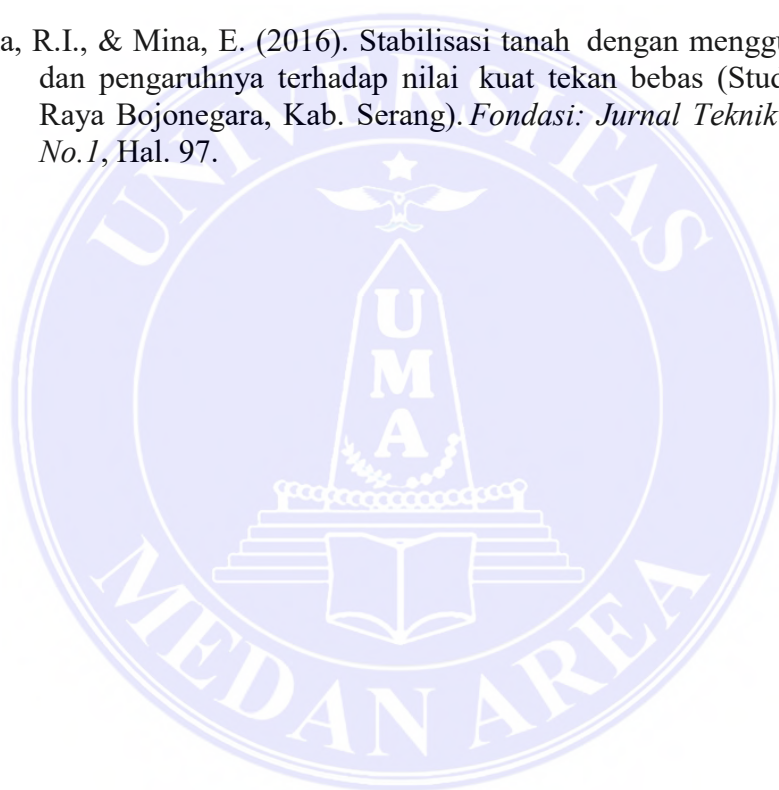 a, R.I., & Mina, E. (2016). Stabilisasi tanah dengan menggu
dan pengaruhnya terhadap nilai kuat tekan bebas (Stud
Raya Bojonegara, Kab. Serang). Fondasi: Jurnal Teknik
No.1, Hal. 97.
UNIVERSITAS
UMA
MEDAN AREA